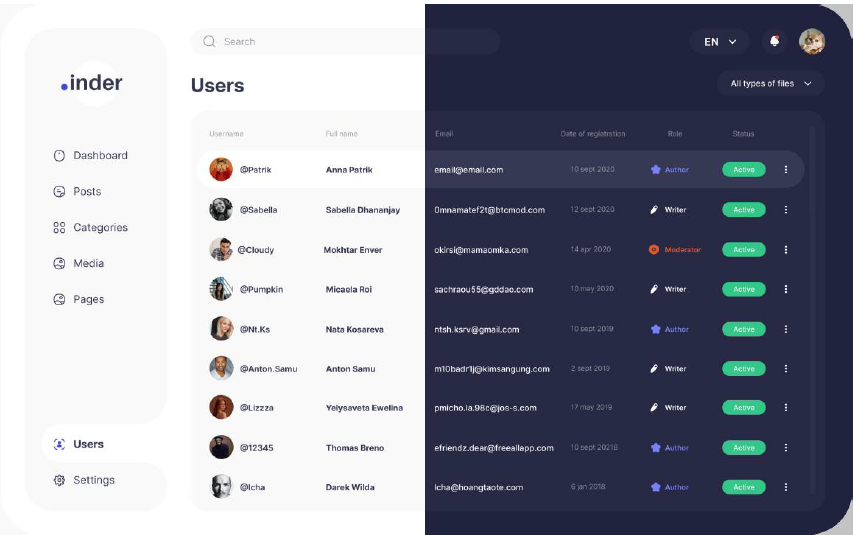 Search
EN
.inder
Users
All types of files
Username Full name Email Date of registration Role Status
@Patrik Anna Patrik email@email.com 10 sept 2020 Author Active
@Sabella Sabella Dhananjay 0mnamatef2t@btcmod.com 12 sept 2020 Writer Active
@Cloudy Mokhtar Enver okirsi@mamaomka.com 14 apr 2020 Moderator Active
@Pumpkin Micaela Roi sachraou55@gddao.com 10 may 2020 Writer Active
@Nt.Ks Nata Kosareva ntsh.ksrv@gmail.com 10 sept 2019 Author Active
@Anton.Samu Anton Samu m10badr1j@kimsangung.com 2 sept 2019 Writer Active
@Lizzza Yelysaveta Ewelina pmicho.la.98c@jos-s.com 17 may 2019 Writer Active
@12345 Thomas Breno efriendz.dear@freeallapp.com 10 sept 20218 Author Active
@Icha Darek Wilda Icha@hoangtaote.com 6 jan 2018 Author Active
Dashboard
Posts
Categories
Media
Pages
Users
Settings